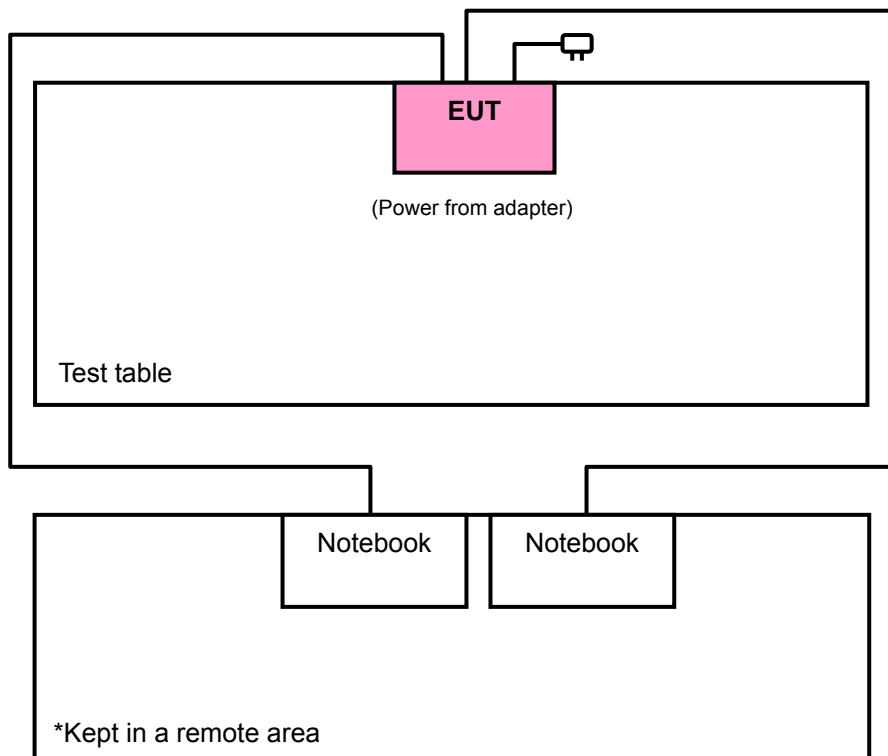 EUT
(Power from adapter)
Test table
Notebook
Notebook
*Kept in a remote area